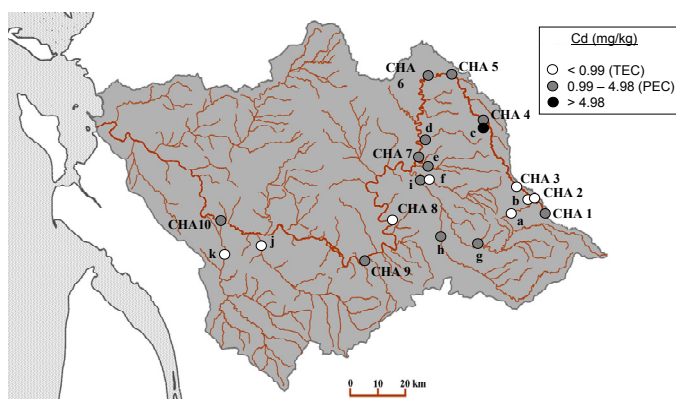 Cd (mg/kg)
< 0.99 (TEC)
0.99 – 4.98 (PEC)
> 4.98
CHA 5
CHA
6
CHA 4
c
d
CHA 7
e
i
f
CHA 3
CHA 2
b
CHA 1
a
CHA 8
CHA10
j
k
h
g
CHA 9
0 10 20 km